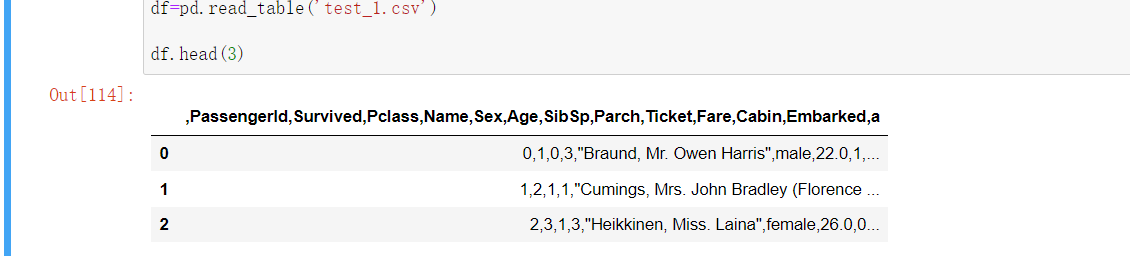 df=pd.read_table('test_1.csv')
df.head(3)
Out[114]:
,PassengerId,Survived,Pclass,Name,Sex,Age,SibSp,Parch,Ticket,Fare,Cabin,Embarked,a
0 0,1,0,3,"Braund, Mr. Owen Harris",male,22.0,1,...
1 1,2,1,1,"Cumings, Mrs. John Bradley (Florence ...
2 2,3,1,3,"Heikkinen, Miss. Laina",female,26.0,0...